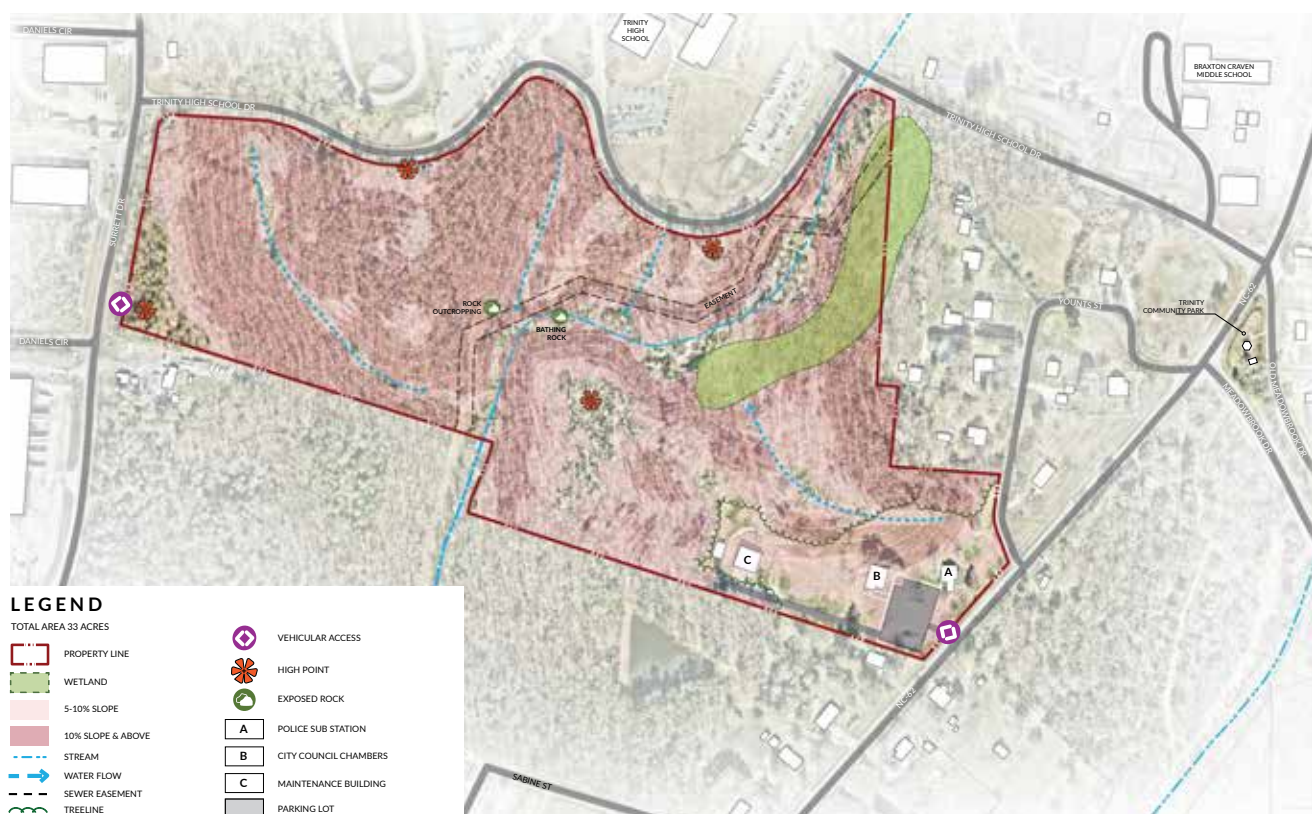 DANIELS CIR
TRINITY
HIGH
SCHOOL
BRAXTON CRAVEN
MIDDLE SCHOOL
TRINITY HIGH SCHOOL DR
TRINITY HIGH SCHOOL DR
SURRETT DR
ROCK
OUTCROPPING
BATHING
ROCK
EASEMENT
YOUNTS ST
TRINITY
COMMUNITY PARK
NC-62
OLD MEADOWBROOK DR
MEADOWBROOK DR
DANIELS CIR
C
B
A
NC-62
SABINE ST
LEGEND
TOTAL AREA 33 ACRES
PROPERTY LINE
WETLAND
5-10% SLOPE
10% SLOPE & ABOVE
STREAM
WATER FLOW
SEWER EASEMENT
TREELINE
VEHICULAR ACCESS
HIGH POINT
EXPOSED ROCK
A POLICE SUB STATION
B CITY COUNCIL CHAMBERS
C MAINTENANCE BUILDING
PARKING LOT